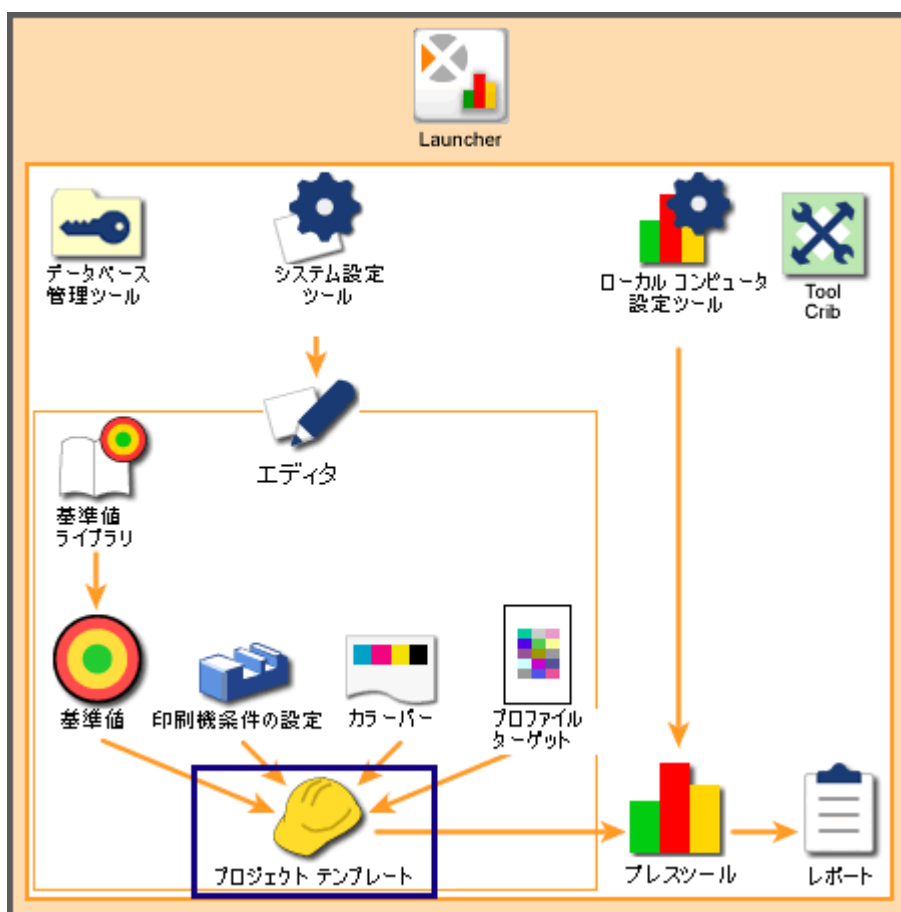 Launcher
データベース
管理ツール
システム設定
ツール
ローカル コンピュータ
設定ツール
Tool
Crib
エディタ
基準値
ライブラリ
基準値
印刷機条件の設定
カラーバー
プロファイル
ターゲット
プロジェクト テンプレート
プレスツール
レポート